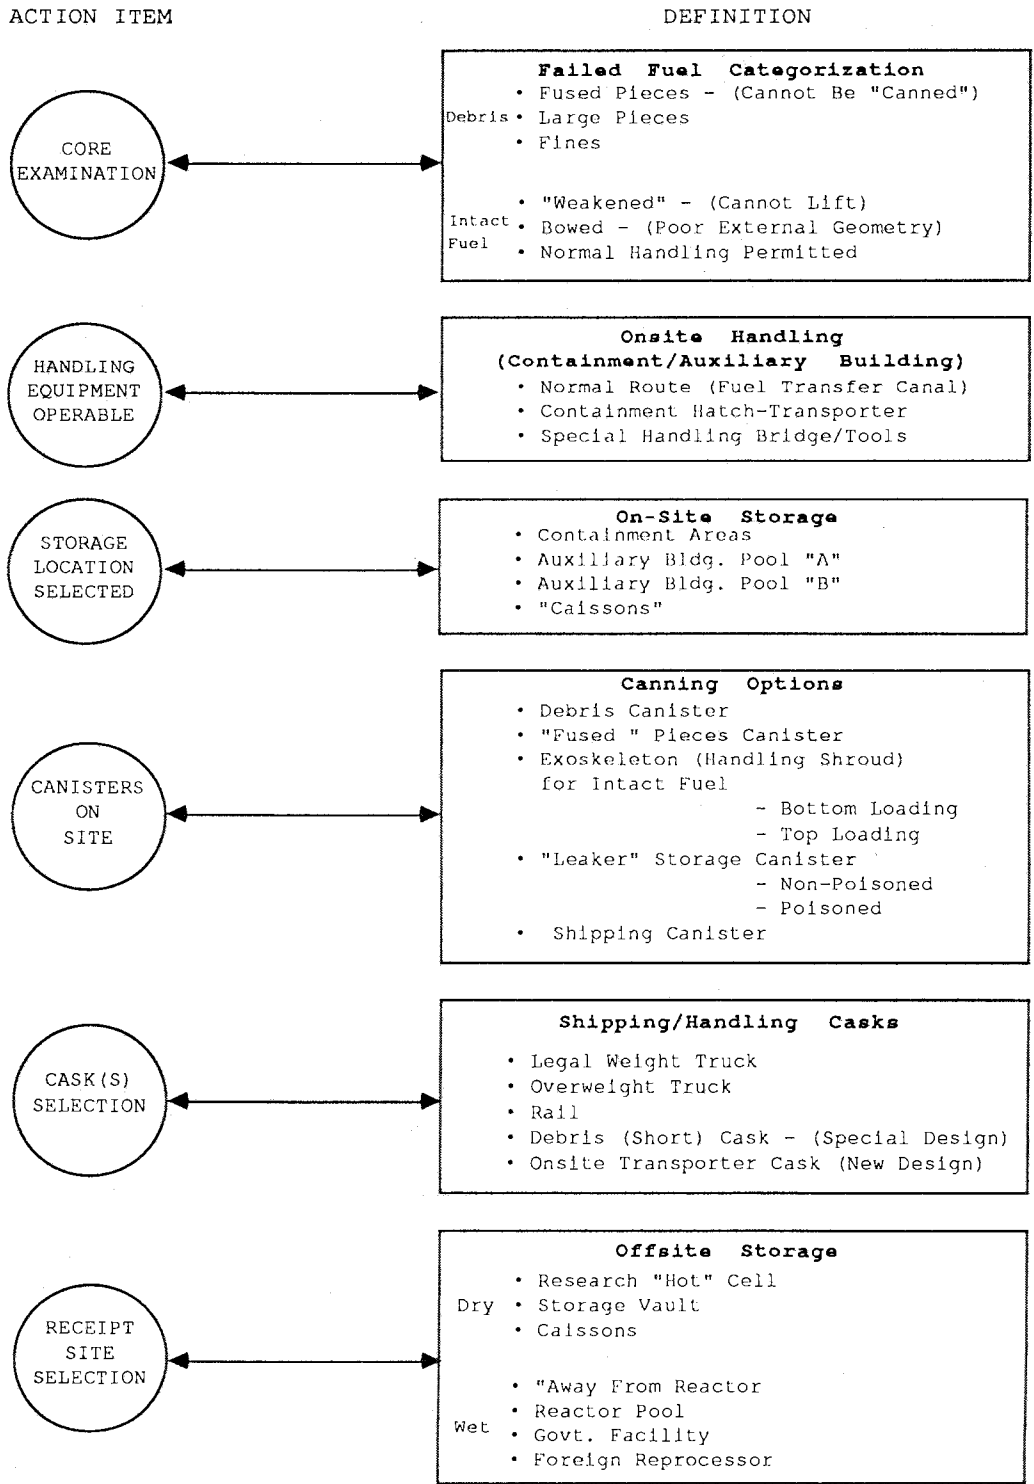 ACTION ITEM
DEFINITION
CORE
EXAMINATION
Failed Fuel Categorization
• Fused Pieces - (Cannot Be "Canned")
Debris • Large Pieces
• Fines
• "Weakened" - (Cannot Lift)
Intact • Bowed - (Poor External Geometry)
Fuel
• Normal Handling Permitted
HANDLING
EQUIPMENT
OPERABLE
Onsite Handling
(Containment/Auxiliary Building)
• Normal Route (Fuel Transfer Canal)
• Containment Hatch-Transporter
• Special Handling Bridge/Tools
STORAGE
LOCATION
SELECTED
On-Site Storage
• Containment Areas
• Auxiliary Bldg. Pool "A"
• Auxiliary Bldg. Pool "B"
• "Caissons"
CANISTERS
ON
SITE
Canning Options
• Debris Canister
• "Fused " Pieces Canister
• Exoskeleton (Handling Shroud)
for Intact Fuel
- Bottom Loading
- Top Loading
• "Leaker" Storage Canister
- Non-Poisoned
- Poisoned
• Shipping Canister
CASK(S)
SELECTION
Shipping/Handling Casks
• Legal Weight Truck
• Overweight Truck
• Rail
• Debris (Short) Cask - (Special Design)
• Onsite Transporter Cask (New Design)
RECEIPT
SITE
SELECTION
Offsite Storage
• Research "Hot" Cell
Dry • Storage Vault
• Caissons
• "Away From Reactor
• Reactor Pool
Wet • Govt. Facility
• Foreign Reprocessor